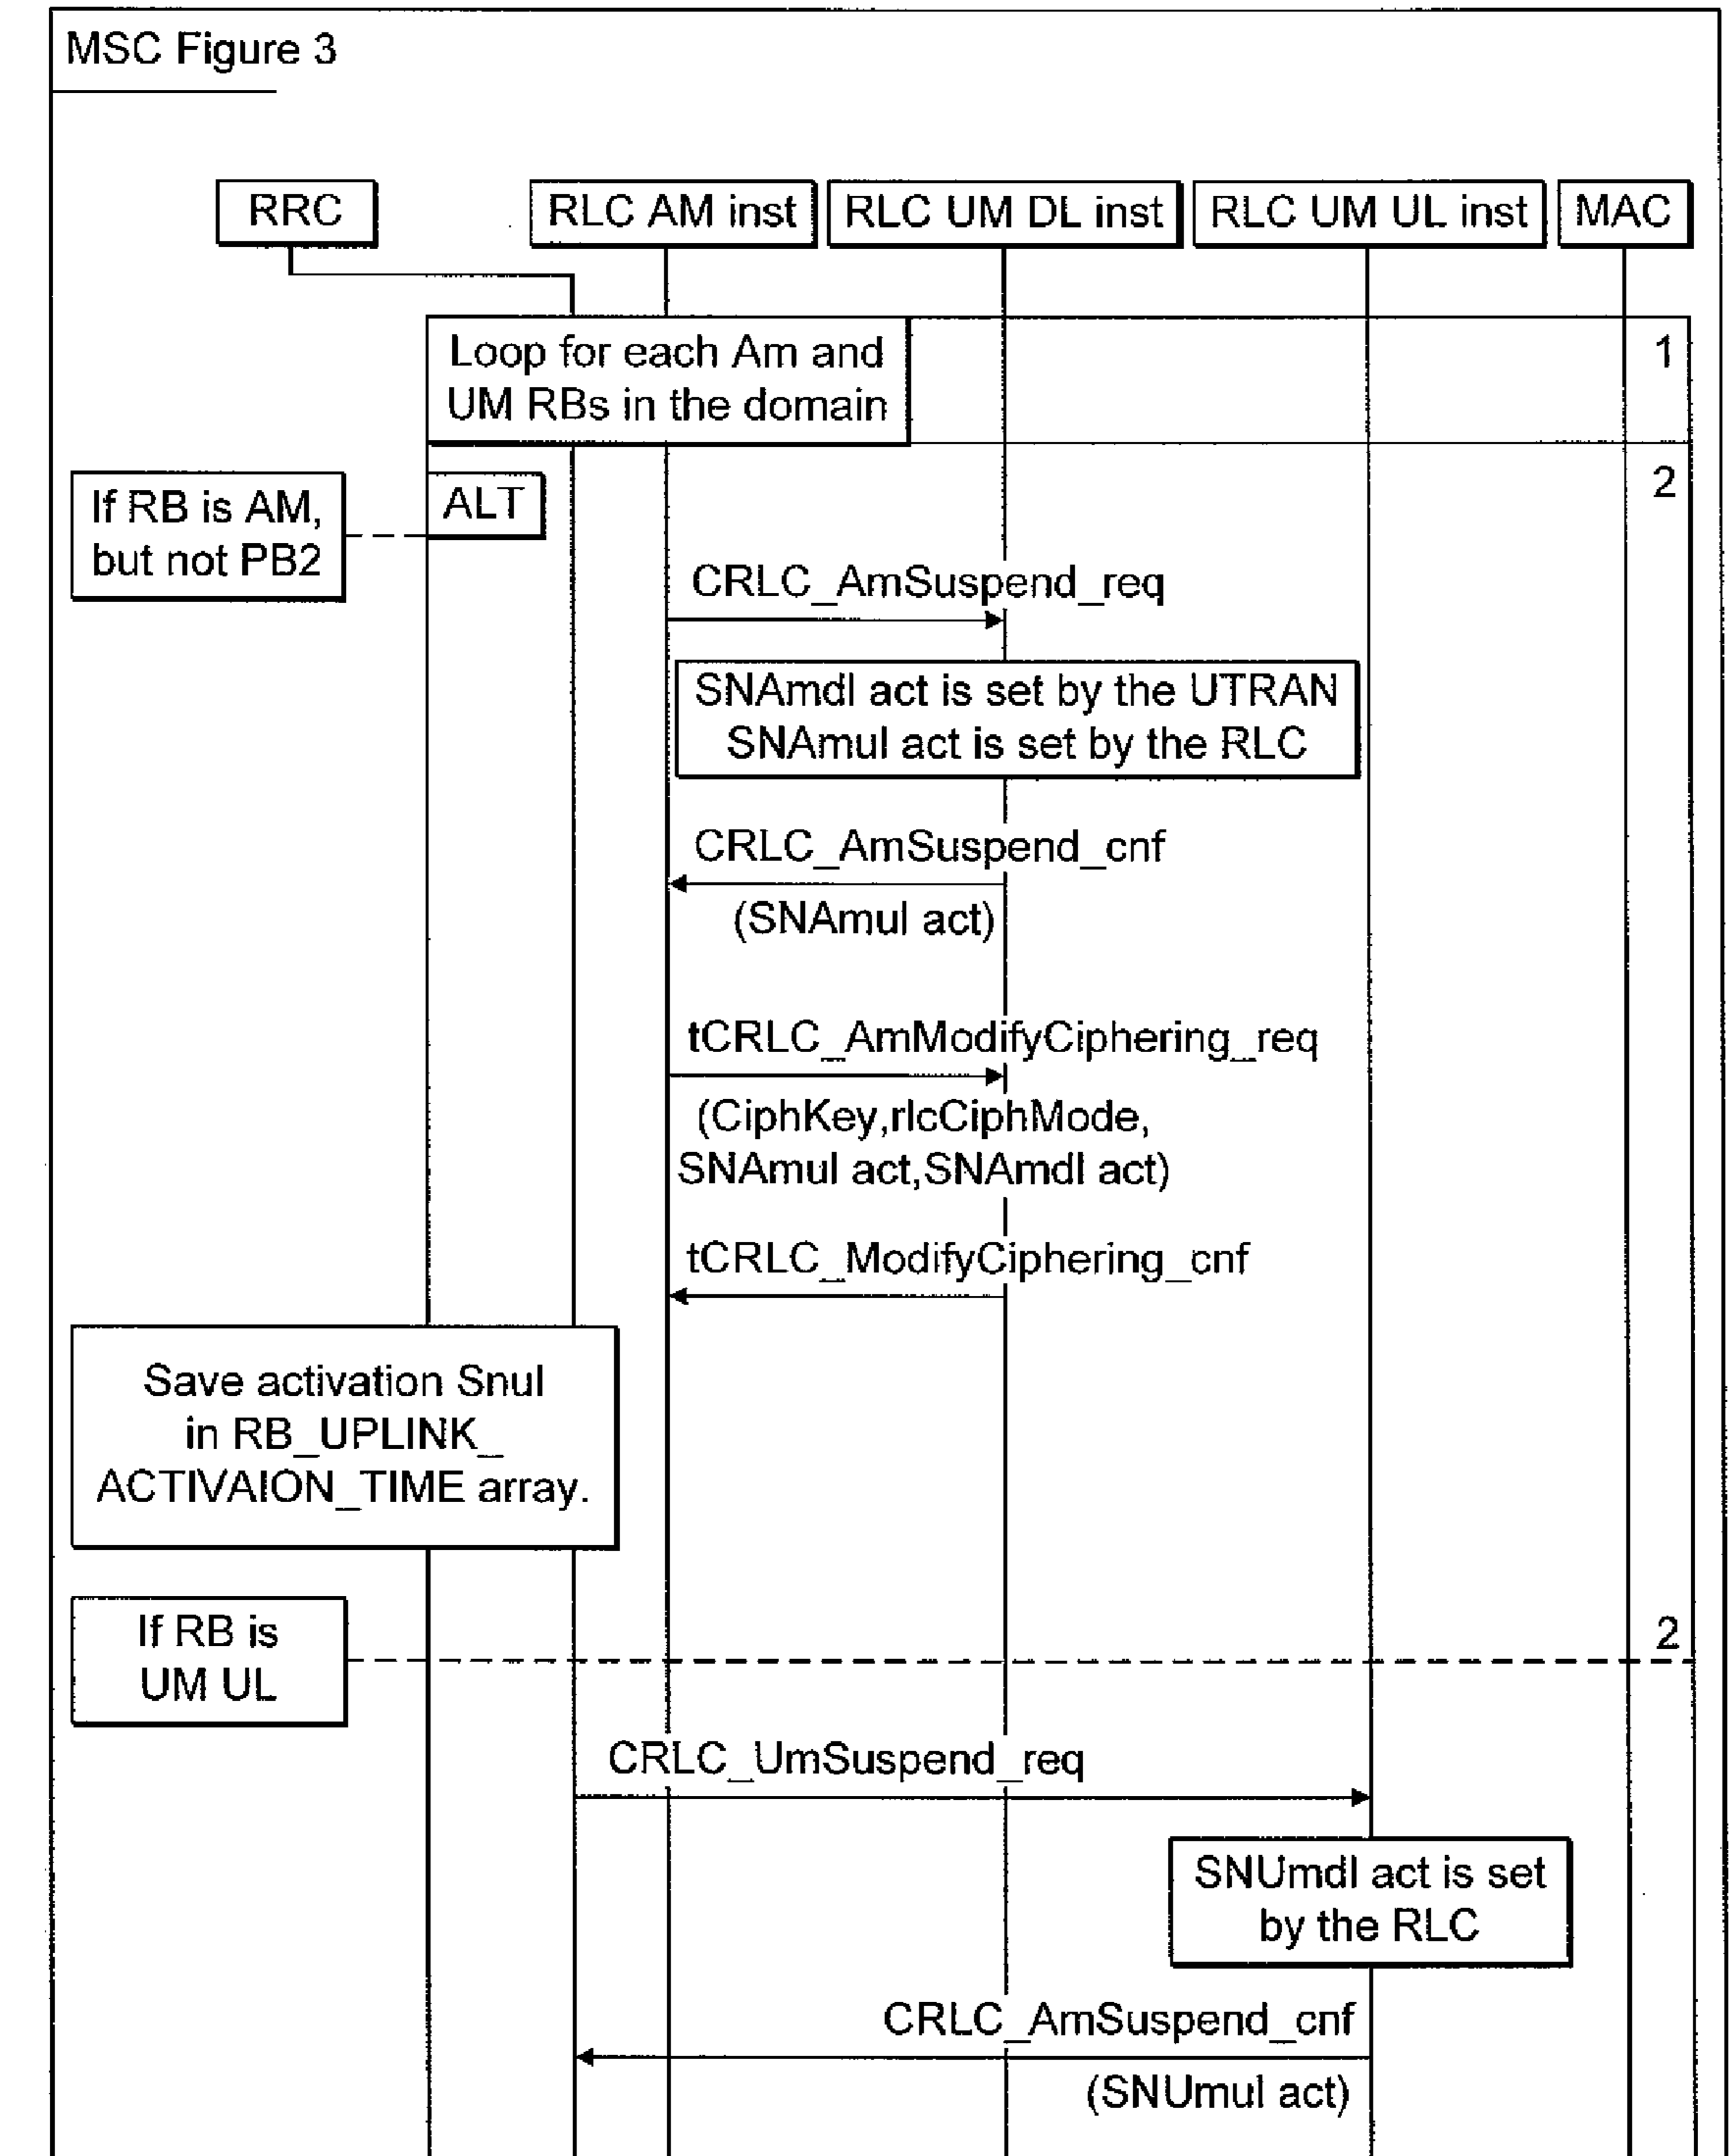 MSC Figure 3
RRC
RLC AM inst
RLC UM DL inst
RLC UM UL inst
MAC
Loop for each Am and
UM RBs in the domain
1
If RB is AM,
but not PB2
ALT
2
CRLC_AmSuspend_req
SNAmdl act is set by the UTRAN
SNAmul act is set by the RLC
CRLC_AmSuspend_cnf
(SNAmul act)
tCRLC_AmModifyCiphering_req
(CiphKey,rlcCiphMode,
SNAmul act,SNAmdl act)
tCRLC_ModifyCiphering_cnf
Save activation Snul
in RB_UPLINK_
ACTIVAION_TIME array.
If RB is
UM UL
2
CRLC_UmSuspend_req
SNUmdl act is set
by the RLC
CRLC_AmSuspend_cnf
(SNUmul act)